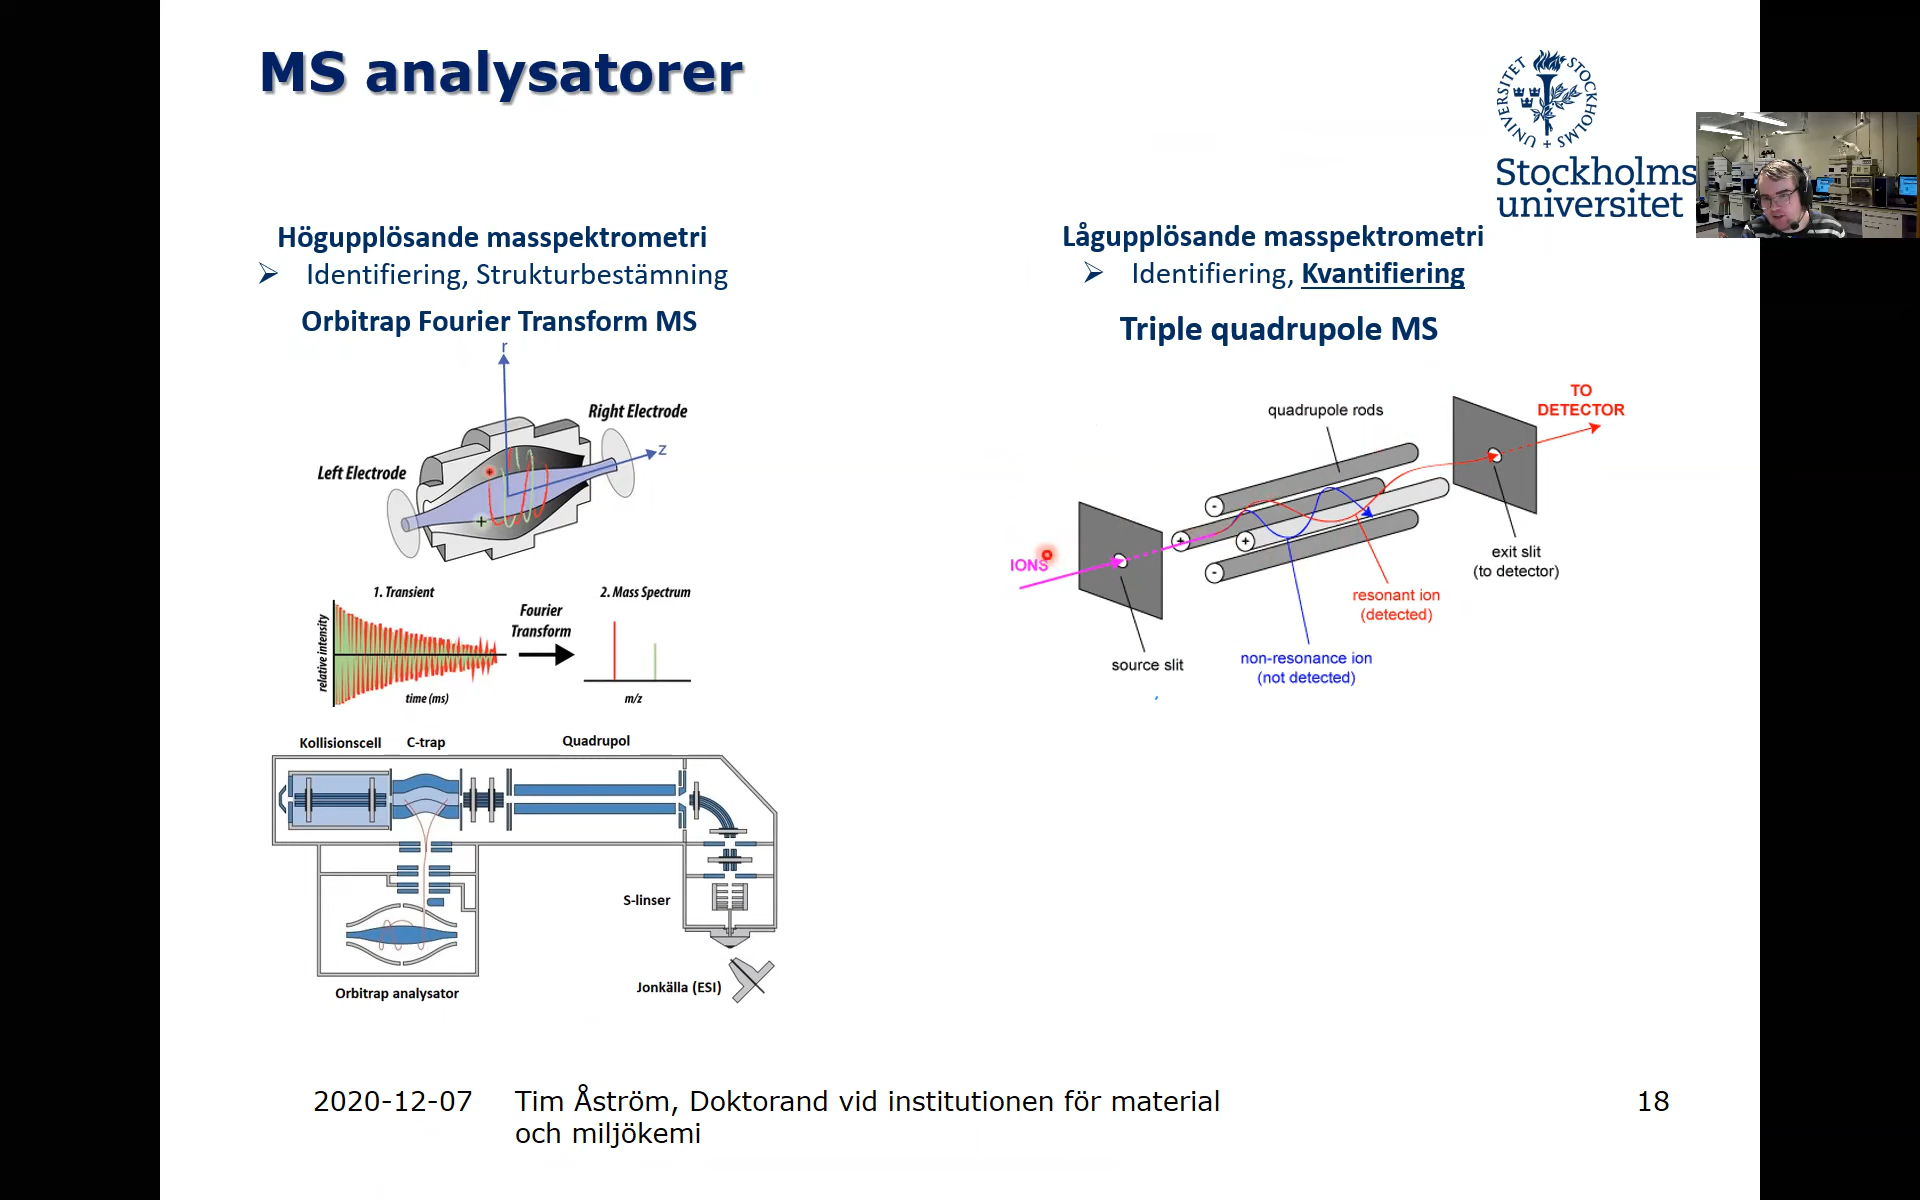 MS analysatorer
UNIVERSITET STOCKHOLMS
Stockholms
universitet
Högupplösande masspektrometri
Identifiering, Strukturbestämning
Orbitrap Fourier Transform MS
r
Right Electrode
z
Left Electrode
+
+
1. Transient
2. Mass Spectrum
Fourier
Transform
relative intensity
time (ms)
m/z
Kollisionscell
C-trap
Quadrupol
S-linser
Jonkälla (ESI)
Orbitrap analysator
Lågupplösande masspektrometri
Identifiering, Kvantifiering
Triple quadrupole MS
TO
DETECTOR
quadrupole rods
-
+
+
-
IONS
exit slit
(to detector)
resonant ion
(detected)
source slit
non-resonance ion
(not detected)
2020-12-07
Tim Åström, Doktorand vid institutionen för material
och miljökemi
18